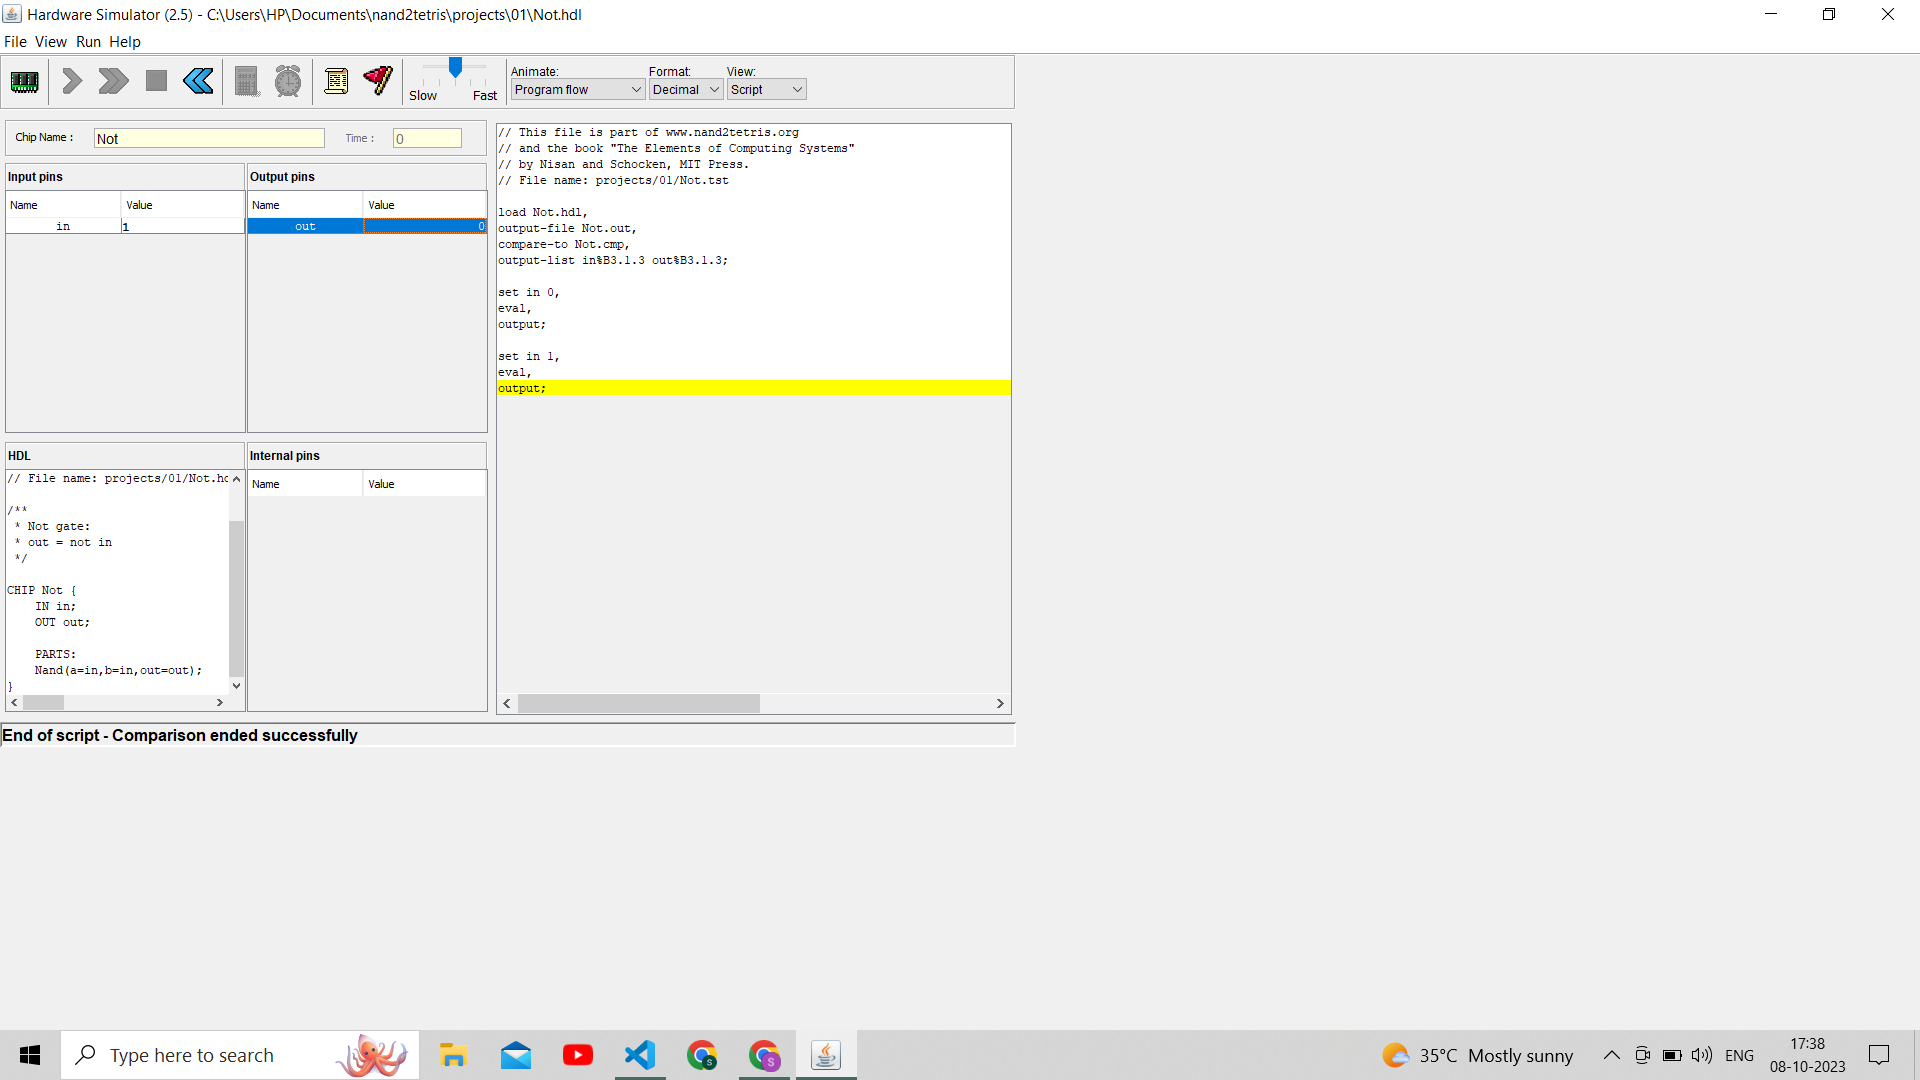 Hardware Simulator (2.5) - C:\Users\HP\Documents\nand2tetris\projects\01\Not.hdl
File View Run Help
Slow Fast
Animate: Format: View:
Program flow Decimal Script
Chip Name : Not Time : 0
Input pins
Name Value
in 1
Output pins
Name Value
out 0
HDL
// File name: projects/01/Not.hd
/**
* Not gate:
* out = not in
*/
CHIP Not {
IN in;
OUT out;
PARTS:
Nand(a=in,b=in,out=out);
}
Internal pins
Name Value
// This file is part of www.nand2tetris.org
// and the book "The Elements of Computing Systems"
// by Nisan and Schocken, MIT Press.
// File name: projects/01/Not.tst
load Not.hdl,
output-file Not.out,
compare-to Not.cmp,
output-list in%B3.1.3 out%B3.1.3;
set in 0,
eval,
output;
set in 1,
eval,
output;
End of script - Comparison ended successfully
Type here to search
S
S
35°C Mostly sunny
ENG
17:38
08-10-2023